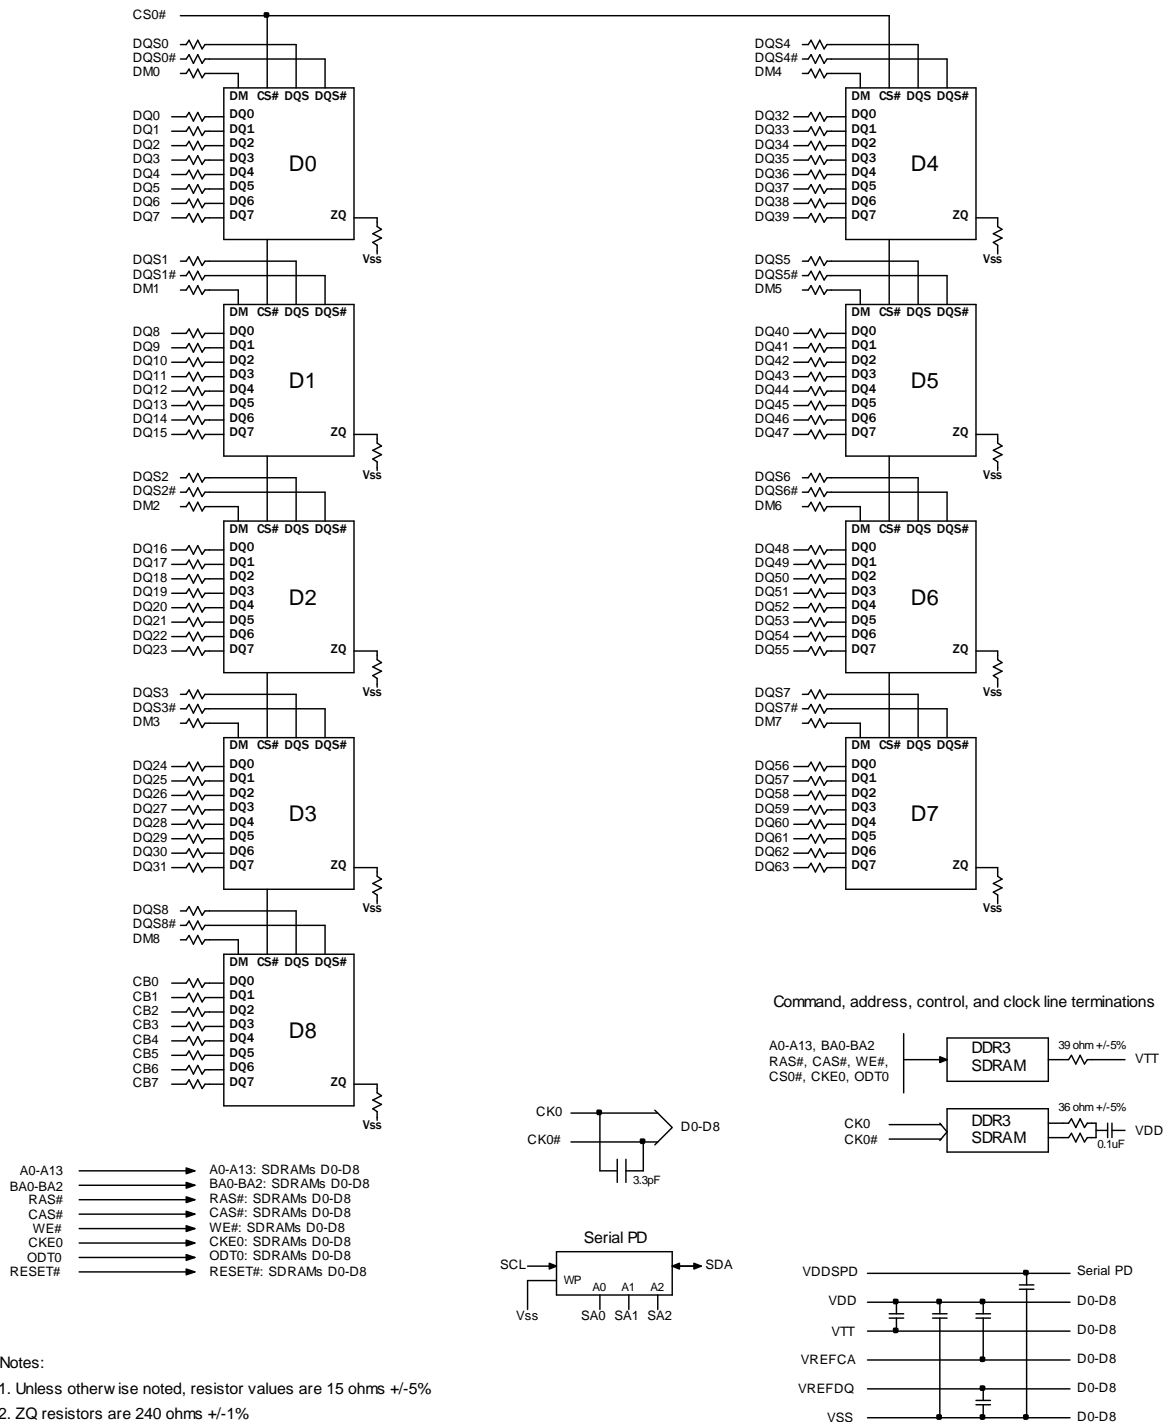 CS0#
DQS0
DQS0#
DM0
DM CS# DQS DQS#
DQ0 DQ0
DQ1 DQ1
DQ2 DQ2
DQ3 DQ3
DQ4 DQ4
DQ5 DQ5
DQ6 DQ6
DQ7 DQ7
D0
ZQ
Vss
DQS1
DQS1#
DM1
DM CS# DQS DQS#
DQ8 DQ0
DQ9 DQ1
DQ10 DQ2
DQ11 DQ3
DQ12 DQ4
DQ13 DQ5
DQ14 DQ6
DQ15 DQ7
D1
ZQ
Vss
DQS2
DQS2#
DM2
DM CS# DQS DQS#
DQ16 DQ0
DQ17 DQ1
DQ18 DQ2
DQ19 DQ3
DQ20 DQ4
DQ21 DQ5
DQ22 DQ6
DQ23 DQ7
D2
ZQ
Vss
DQS3
DQS3#
DM3
DM CS# DQS DQS#
DQ24 DQ0
DQ25 DQ1
DQ26 DQ2
DQ27 DQ3
DQ28 DQ4
DQ29 DQ5
DQ30 DQ6
DQ31 DQ7
D3
ZQ
Vss
DQS8
DQS8#
DM8
DM CS# DQS DQS#
CB0 DQ0
CB1 DQ1
CB2 DQ2
CB3 DQ3
CB4 DQ4
CB5 DQ5
CB6 DQ6
CB7 DQ7
D8
ZQ
Vss
DQS4
DQS4#
DM4
DM CS# DQS DQS#
DQ32 DQ0
DQ33 DQ1
DQ34 DQ2
DQ35 DQ3
DQ36 DQ4
DQ37 DQ5
DQ38 DQ6
DQ39 DQ7
D4
ZQ
Vss
DQS5
DQS5#
DM5
DM CS# DQS DQS#
DQ40 DQ0
DQ41 DQ1
DQ42 DQ2
DQ43 DQ3
DQ44 DQ4
DQ45 DQ5
DQ46 DQ6
DQ47 DQ7
D5
ZQ
Vss
DQS6
DQS6#
DM6
DM CS# DQS DQS#
DQ48 DQ0
DQ49 DQ1
DQ50 DQ2
DQ51 DQ3
DQ52 DQ4
DQ53 DQ5
DQ54 DQ6
DQ55 DQ7
D6
ZQ
Vss
DQS7
DQS7#
DM7
DM CS# DQS DQS#
DQ56 DQ0
DQ57 DQ1
DQ58 DQ2
DQ59 DQ3
DQ60 DQ4
DQ61 DQ5
DQ62 DQ6
DQ63 DQ7
D7
ZQ
Vss
Command, address, control, and clock line terminations
A0-A13, BA0-BA2
RAS#, CAS#, WE#,
CS0#, CKE0, ODT0
DDR3
SDRAM
39 ohm +/-5%
VTT
CK0
CK0#
DDR3
SDRAM
36 ohm +/-5%
0.1uF
VDD
CK0
CK0#
D0-D8
3.3pF
A0-A13 A0-A13: SDRAMs D0-D8
BA0-BA2 BA0-BA2: SDRAMs D0-D8
RAS# RAS#: SDRAMs D0-D8
CAS# CAS#: SDRAMs D0-D8
WE# WE#: SDRAMs D0-D8
CKE0 CKE0: SDRAMs D0-D8
ODT0 ODT0: SDRAMs D0-D8
RESET# RESET#: SDRAMs D0-D8
Serial PD
SCL
SDA
WP A0 A1 A2
Vss SA0 SA1 SA2
VDDSPD Serial PD
VDD D0-D8
VTT D0-D8
VREFCA D0-D8
VREFDQ D0-D8
VSS D0-D8
Notes:
1. Unless otherwise noted, resistor values are 15 ohms +/-5%
2. ZQ resistors are 240 ohms +/-1%